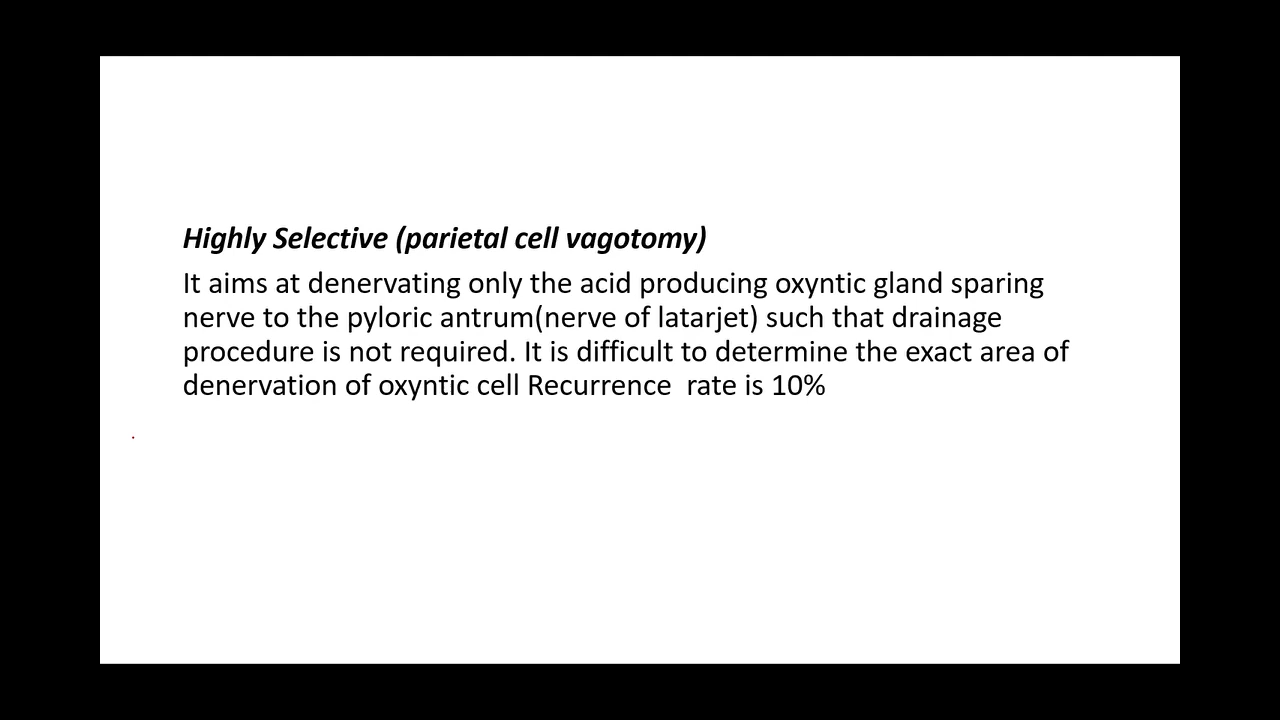 Highly Selective (parietal cell vagotomy)
It aims at denervating only the acid producing oxyntic gland sparing
nerve to the pyloric antrum(nerve of latarjet) such that drainage
procedure is not required. It is difficult to determine the exact area of
denervation of oxyntic cell Recurrence  rate is 10%